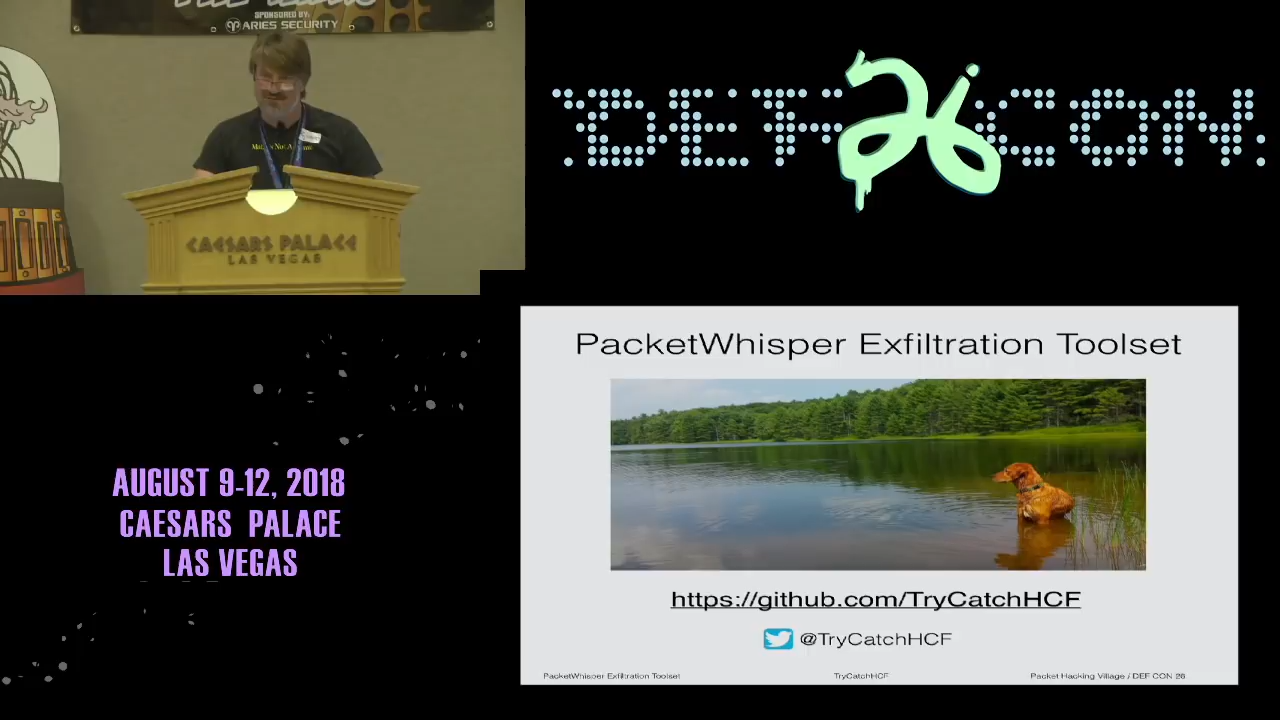 SPONSORED BY:
ARIES SECURITY
CAESARS PALACE
LAS VEGAS
DEF 26 CON
PacketWhisper Exfiltration Toolset
https://github.com/TryCatchHCF
@TryCatchHCF
PacketWhisper Exfiltration Toolset
TryCatchHCF
Packet Hacking Village / DEF CON 26
AUGUST 9-12, 2018
CAESARS PALACE
LAS VEGAS